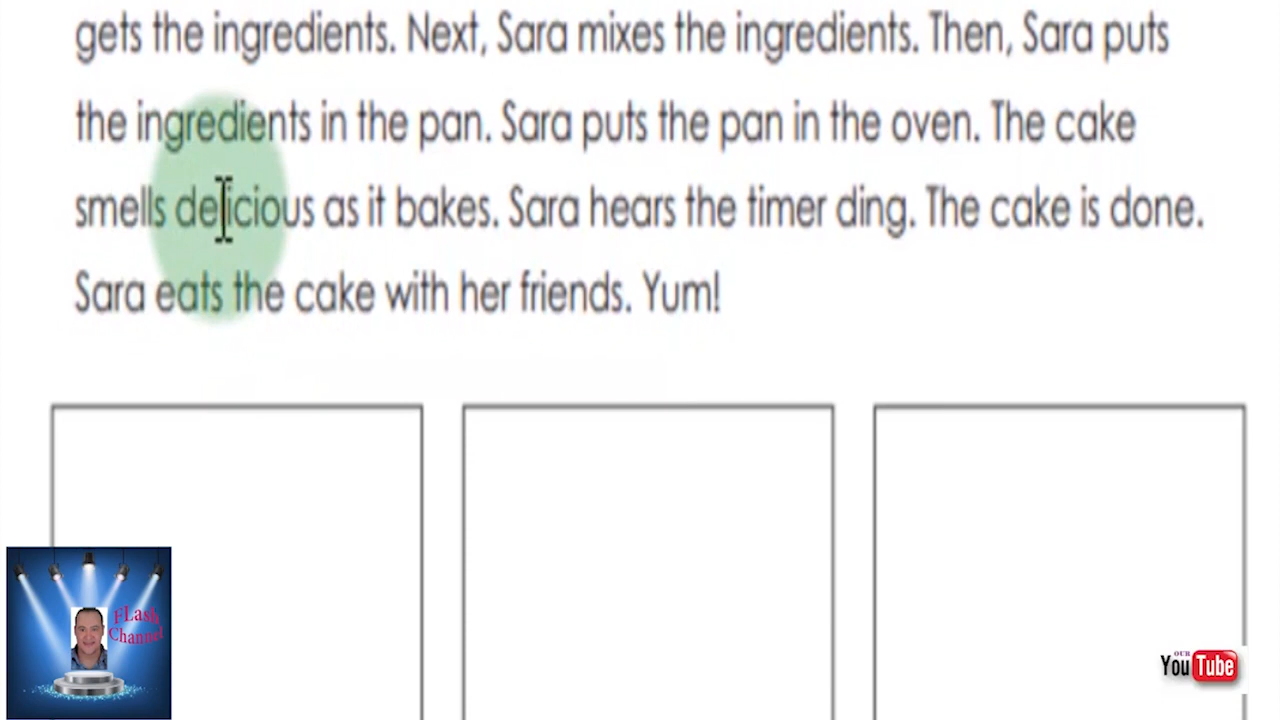 gets the ingredients. Next, Sara mixes the ingredients. Then, Sara puts
the ingredients in the pan. Sara puts the pan in the oven. The cake
smells delicious as it bakes. Sara hears the timer ding. The cake is done.
Sara eats the cake with her friends. Yum!
FLash
Channel
OUR
YouTube